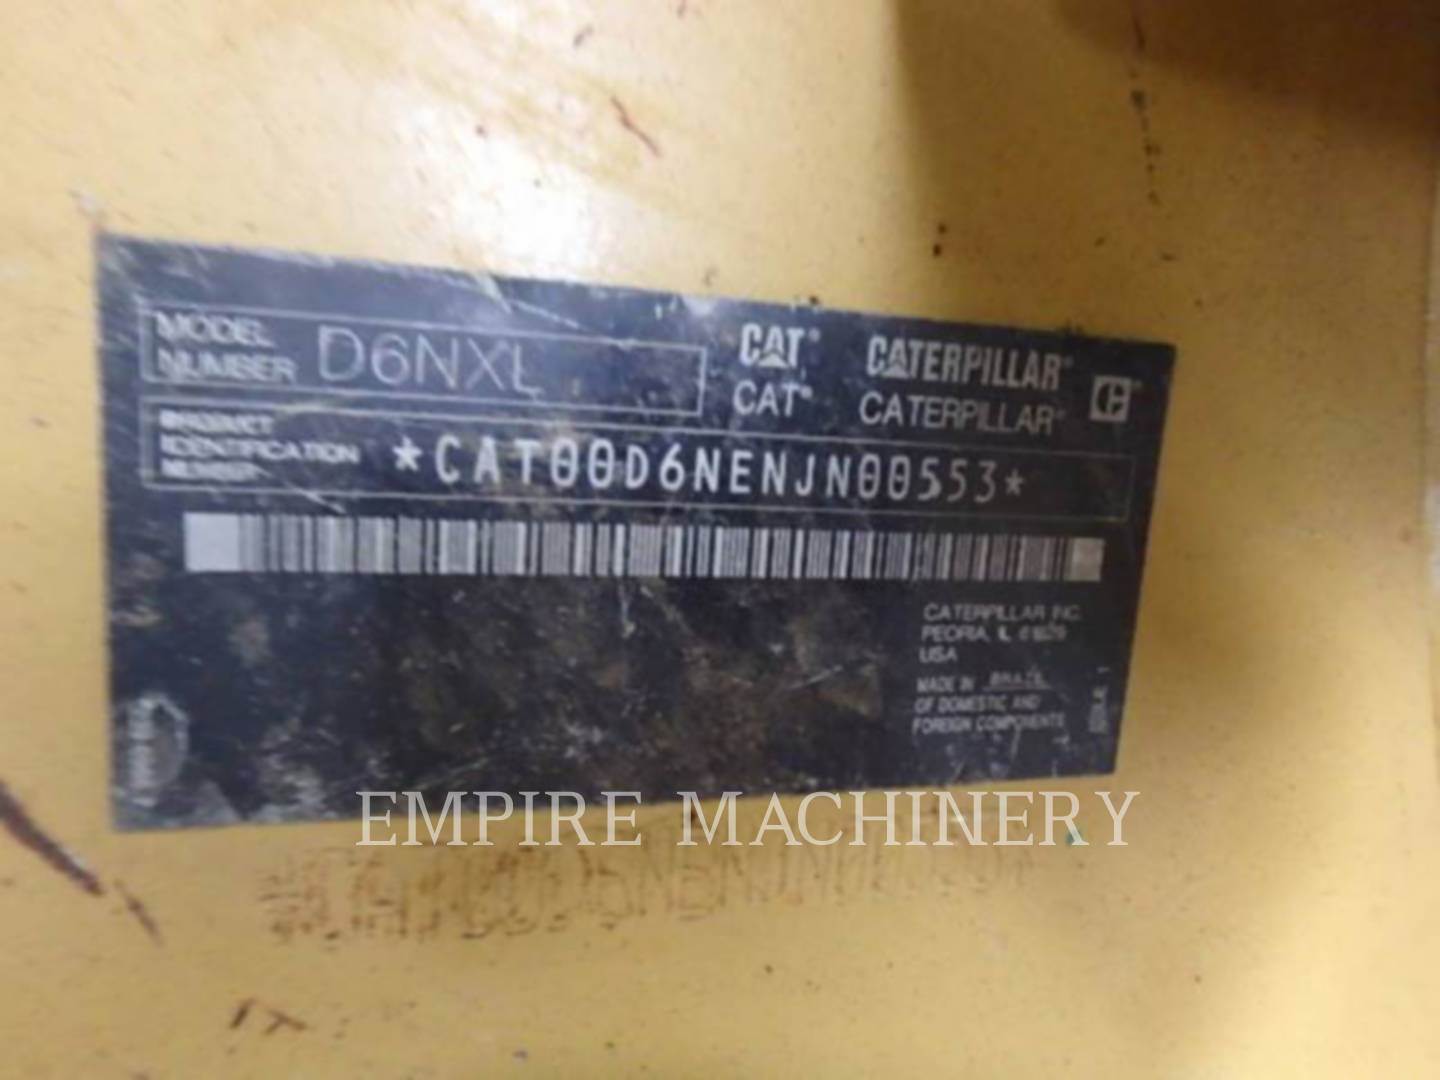 MODEL
NUMBER D6NXL
CAT® CATERPILLAR®
CAT® CATERPILLAR®
PRODUCT
IDENTIFICATION
NUMBER
*CAT00D6NENJN00553*
CATERPILLAR INC.
PEORIA, IL 61629
USA
MADE IN BRAZIL
OF DOMESTIC AND
FOREIGN COMPONENTS
EMPIRE MACHINERY